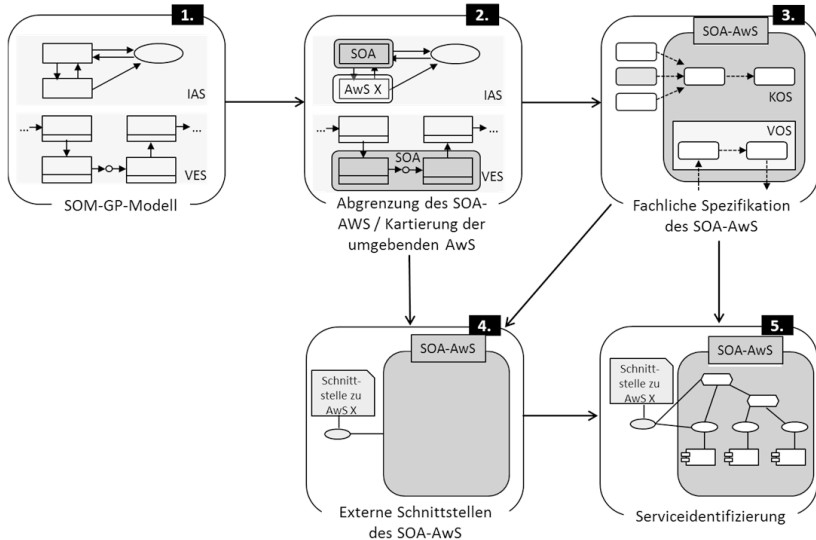 1.
IAS
...
...
VES
SOM-GP-Modell
2.
SOA
AwS X
IAS
...
...
SOA
VES
Abgrenzung des SOA-
AWS / Kartierung der
umgebenden AwS
3.
SOA-AwS
KOS
VOS
Fachliche Spezifikation
des SOA-AwS
4.
SOA-AwS
Schnitt-
stelle zu
AwS X
Externe Schnittstellen
des SOA-AwS
5.
SOA-AwS
Schnitt-
stelle zu
AwS X
Serviceidentifizierung